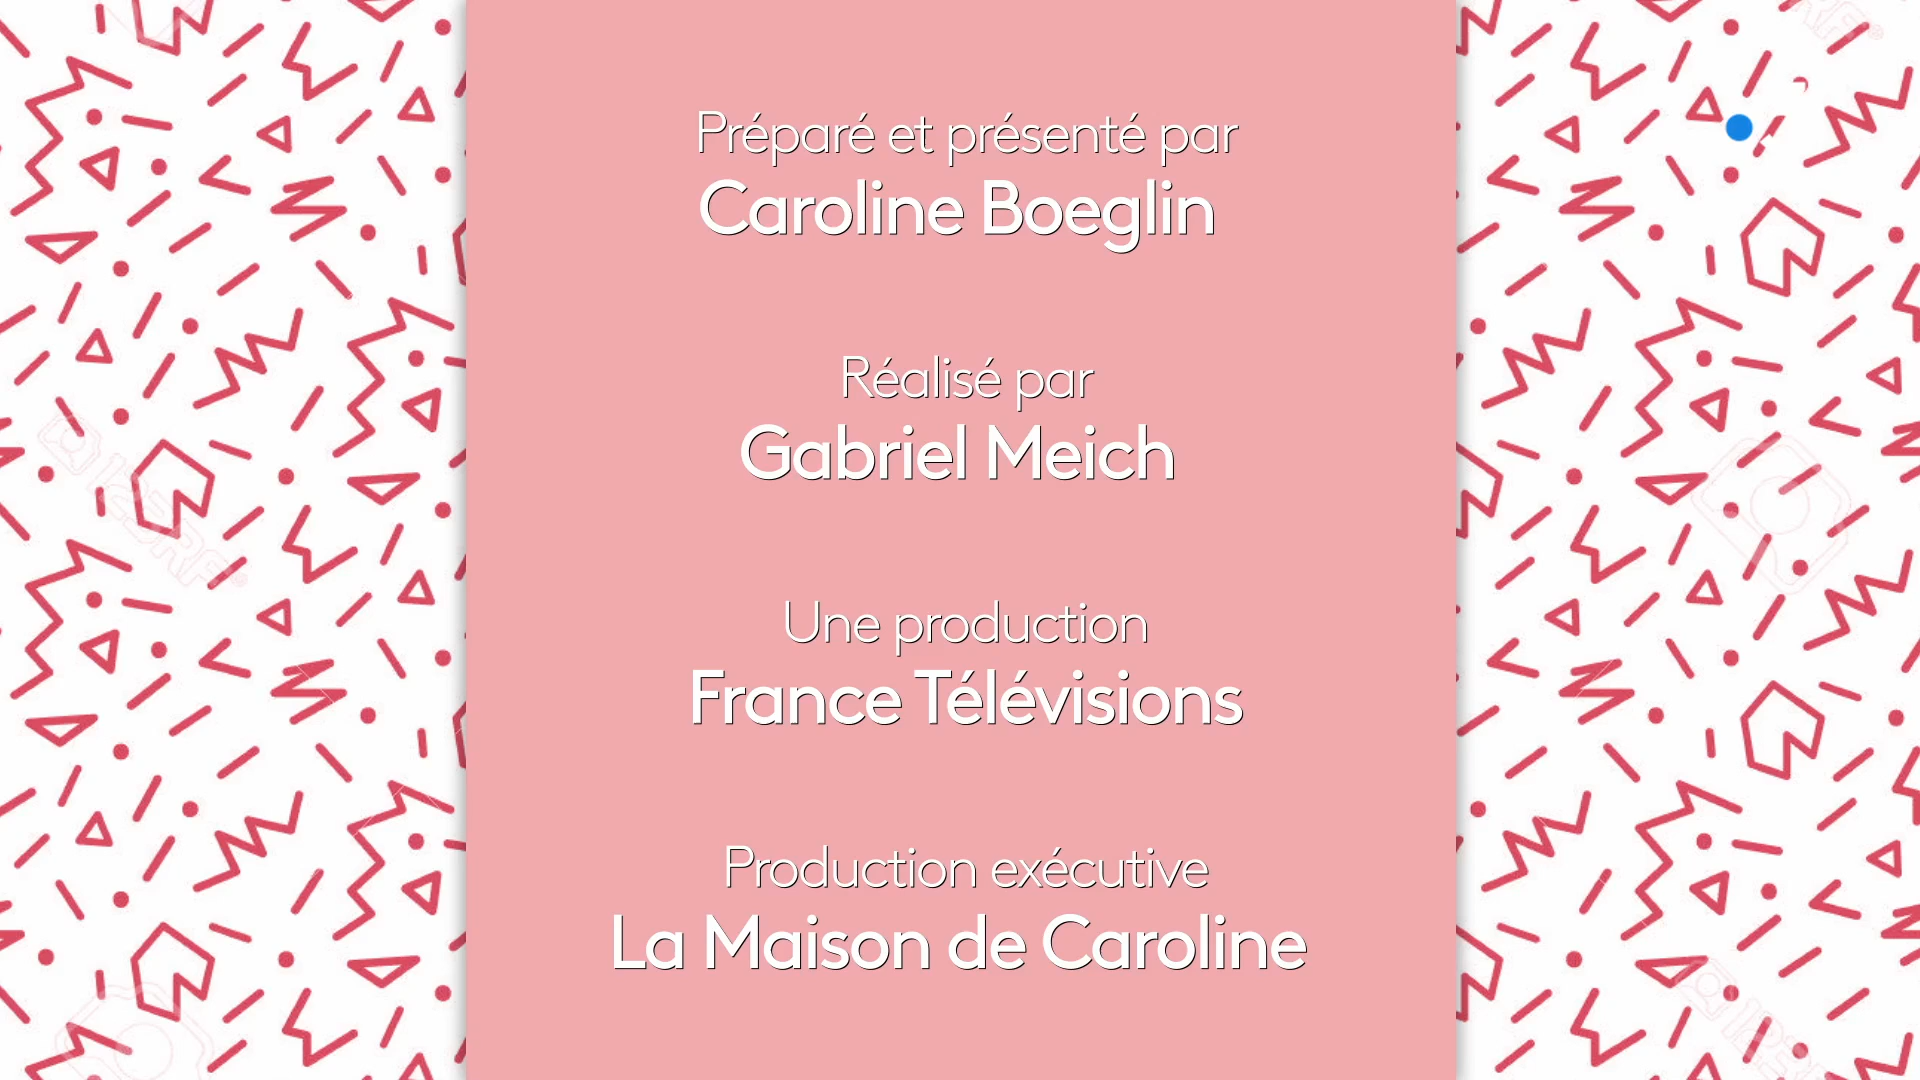 Préparé et présenté par
Caroline Boeglin
Réalisé par
Gabriel Meich
Une production
France Télévisions
Production exécutive
La Maison de Caroline
123RF®